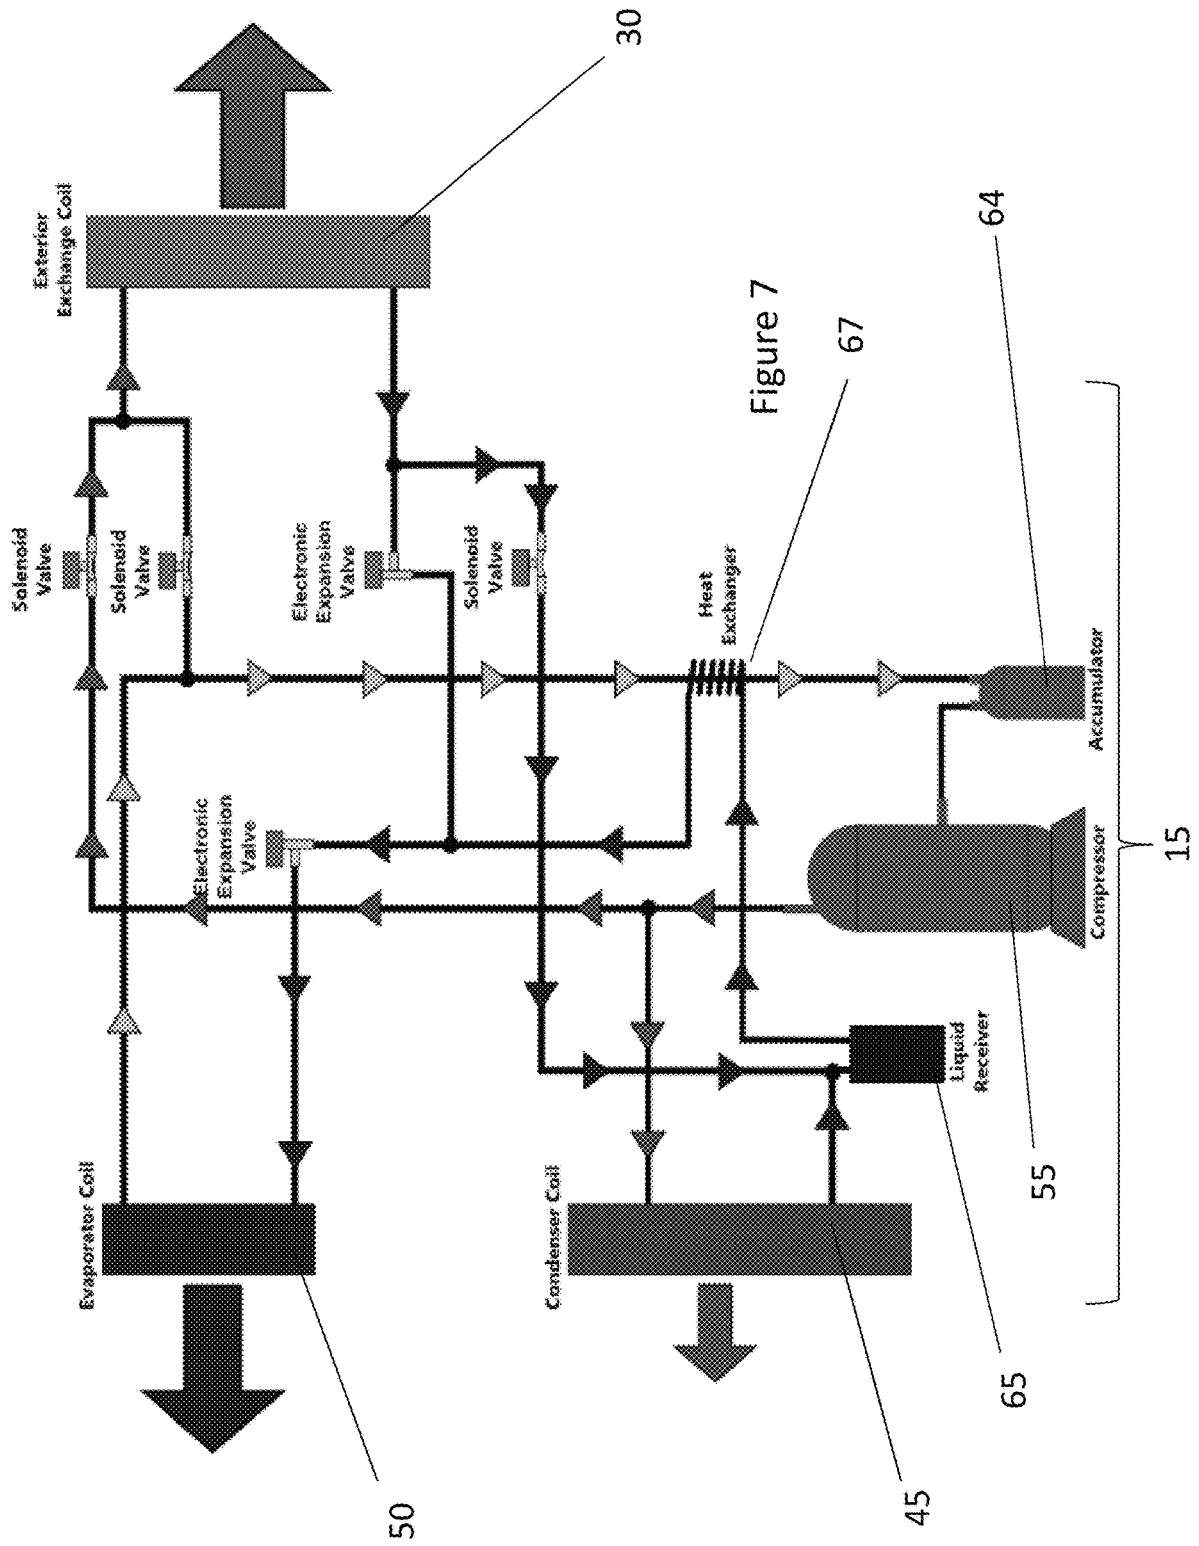 Evaporator Coil
50
Condenser Coil
45
65
Liquid
Receiver
55
Compressor
15
Accumulator
64
Heat
Exchanger
67
Figure 7
Electronic
Expansion
Valve
Solenoid
Valve
Solenoid
Valve
Electronic
Expansion
Valve
Solenoid
Valve
Exterior
Exchange Coil
30